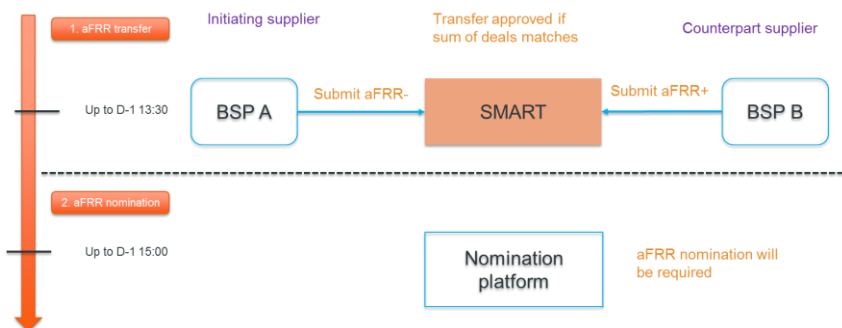 Initiating supplier
Transfer approved if
sum of deals matches
Counterpart supplier
1. aFRR transfer
Up to D-1 13:30
BSP A
Submit aFRR-
SMART
Submit aFRR+
BSP B
2. aFRR nomination
Up to D-1 15:00
Nomination
platform
aFRR nomination will
be required